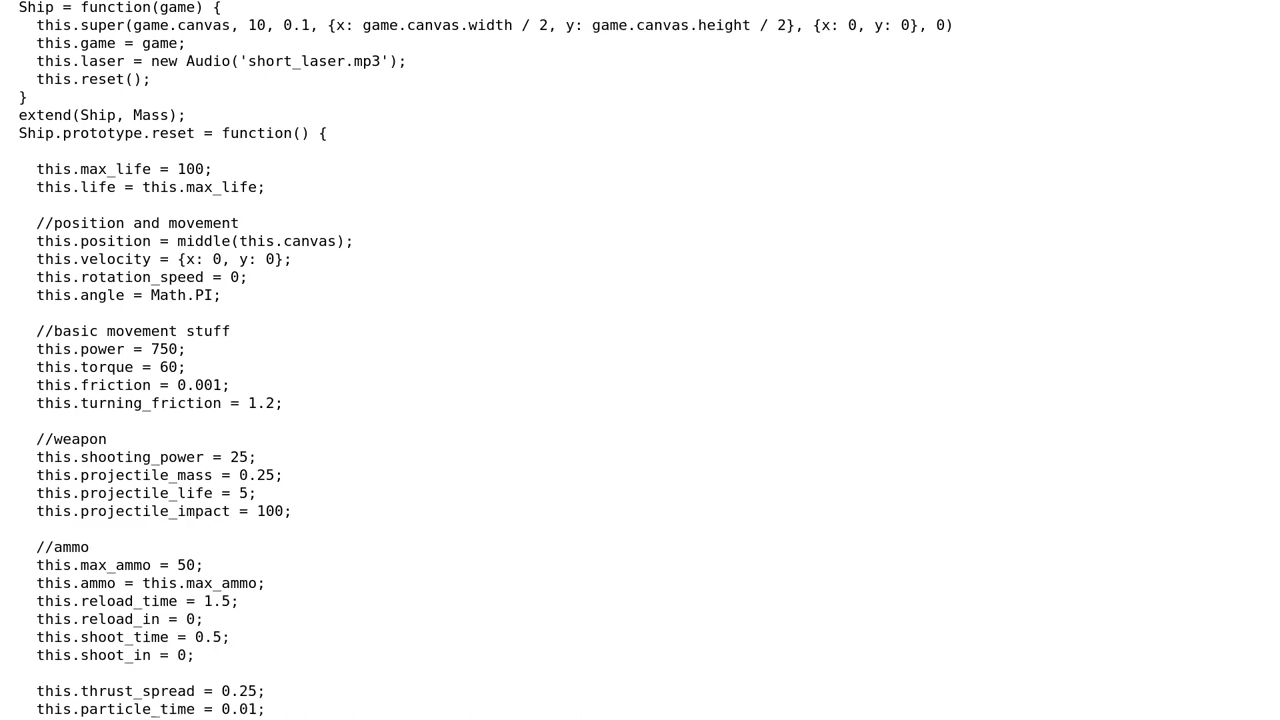 Ship = function(game) {
  this.super(game.canvas, 10, 0.1, {x: game.canvas.width / 2, y: game.canvas.height / 2}, {x: 0, y: 0}, 0)
  this.game = game;
  this.laser = new Audio('short_laser.mp3');
  this.reset();
}
extend(Ship, Mass);
Ship.prototype.reset = function() {

  this.max_life = 100;
  this.life = this.max_life;

  //position and movement
  this.position = middle(this.canvas);
  this.velocity = {x: 0, y: 0};
  this.rotation_speed = 0;
  this.angle = Math.PI;

  //basic movement stuff
  this.power = 750;
  this.torque = 60;
  this.friction = 0.001;
  this.turning_friction = 1.2;

  //weapon
  this.shooting_power = 25;
  this.projectile_mass = 0.25;
  this.projectile_life = 5;
  this.projectile_impact = 100;

  //ammo
  this.max_ammo = 50;
  this.ammo = this.max_ammo;
  this.reload_time = 1.5;
  this.reload_in = 0;
  this.shoot_time = 0.5;
  this.shoot_in = 0;

  this.thrust_spread = 0.25;
  this.particle_time = 0.01;